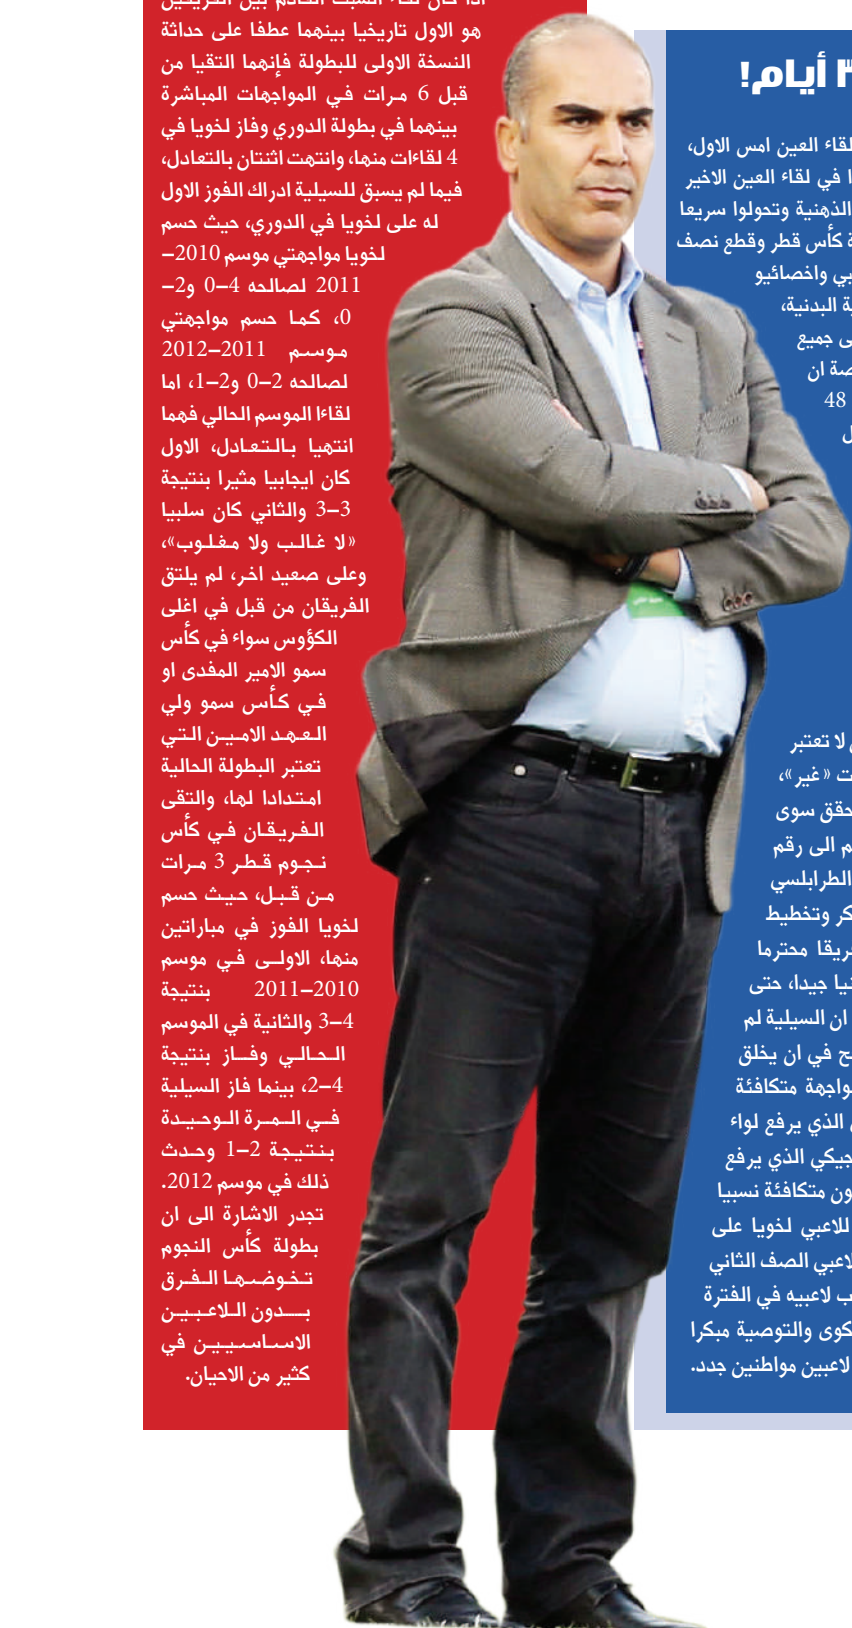 هو الاول تاريخيا بينهما عطفا على حداثة
النسخة الاولى للبطولة فإنهما التقيا من
قبل 6 مرات في المواجهات المباشرة
بينهما في بطولة الدوري وفاز لخويا في
4 لقاءات منها، وانتهت اثنتان بالتعادل،
فيما لم يسبق للسيلية ادراك الفوز الاول
له على لخويا في الدوري، حيث حسم
لخويا مواجهتي موسم 2010–
2011 لصالحه 4–0 و2–
0، كما حسم مواجهتي
موسم 2011–2012
لصالحه 2–0 و2–1، اما
لقاءا الموسم الحالي فهما
انتهيا بالتعادل، الاول
كان ايجابيا مثيرا بنتيجة
3–3 والثاني كان سلبيا
«لا غالب ولا مغلوب»،
وعلى صعيد اخر، لم يلتق
الفريقان من قبل في اغلى
الكؤوس سواء في كأس
سمو الامير المفدى او
في كأس سمو ولي
العهد الامين التي
تعتبر البطولة الحالية
امتدادا لها، والتقى
الفريقان في كأس
نجوم قطر 3 مرات
من قبل، حيث حسم
لخويا الفوز في مباراتين
منها، الاولى في موسم
2010–2011 بنتيجة
4–3 والثانية في الموسم
الحالي وفاز بنتيجة
4–2، بينما فاز السيلية
في المرة الوحيدة
بنتيجة 2–1 وحدث
ذلك في موسم 2012.
تجدر الاشارة الى ان
بطولة كأس النجوم
تخوضها الفرق
بدون اللاعبين
الاساسيين في
كثير من الاحيان.
٣ أيام!
لقاء العين امس الاول،
في لقاء العين الاخير
الذهنية وتحولوا سريعا
كأس قطر وقطع نصف
واخصائيو
البدنية،
جميع
ان
48
لا تعتبر
«غير»،
حقق سوى
الى رقم
الطرابلسي
وتخطيط
محترما
جيدا، حتى
ان السيلية لم
في ان يخلق
متكافئة
الذي يرفع لواء
الذي يرفع
متكافئة نسبيا
للاعبي لخويا على
الصف الثاني
لاعبيه في الفترة
والتوصية مبكرا
لاعبين مواطنين جدد.